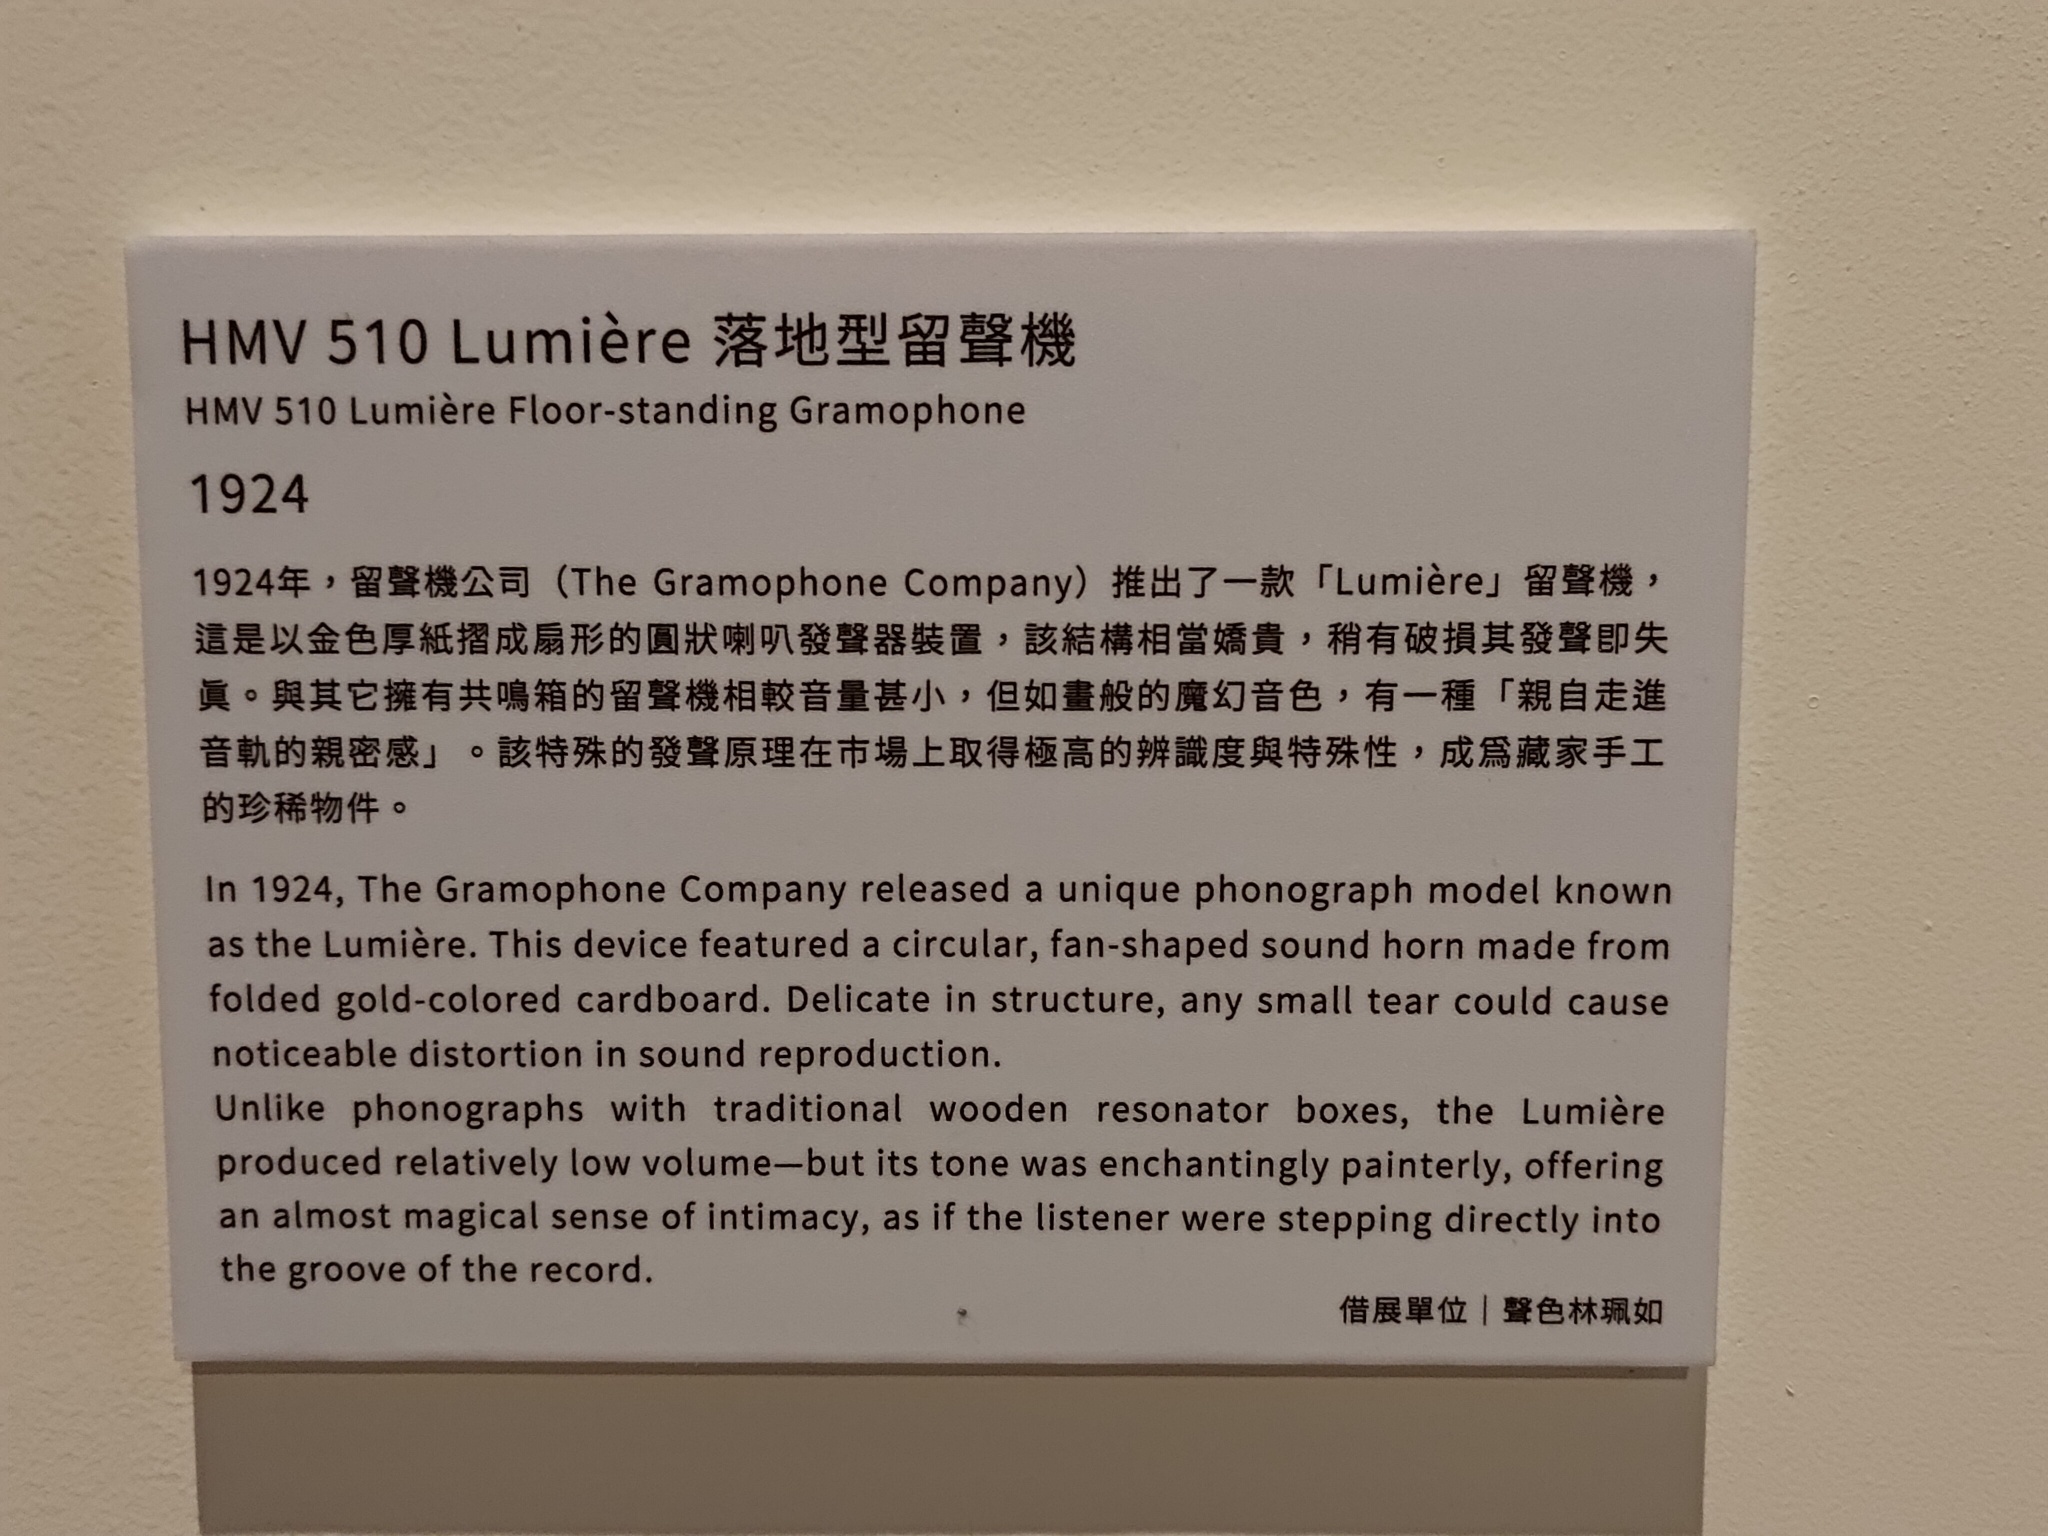 HMV 510 Lumière 落地型留聲機
HMV 510 Lumière Floor-standing Gramophone
1924
1924年，留聲機公司（The Gramophone Company）推出了一款「Lumière」留聲機，
這是以金色厚紙摺成扇形的圓狀喇叭發聲器裝置，該結構相當嬌貴，稍有破損其發聲即失
眞。與其它擁有共鳴箱的留聲機相較音量甚小，但如畫般的魔幻音色，有一種「親自走進
音軌的親密感」。該特殊的發聲原理在市場上取得極高的辨識度與特殊性，成爲藏家手工
的珍稀物件。
In 1924, The Gramophone Company released a unique phonograph model known
as the Lumière. This device featured a circular, fan-shaped sound horn made from
folded gold-colored cardboard. Delicate in structure, any small tear could cause
noticeable distortion in sound reproduction.
Unlike phonographs with traditional wooden resonator boxes, the Lumière
produced relatively low volume—but its tone was enchantingly painterly, offering
an almost magical sense of intimacy, as if the listener were stepping directly into
the groove of the record.
借展單位｜聲色林珮如